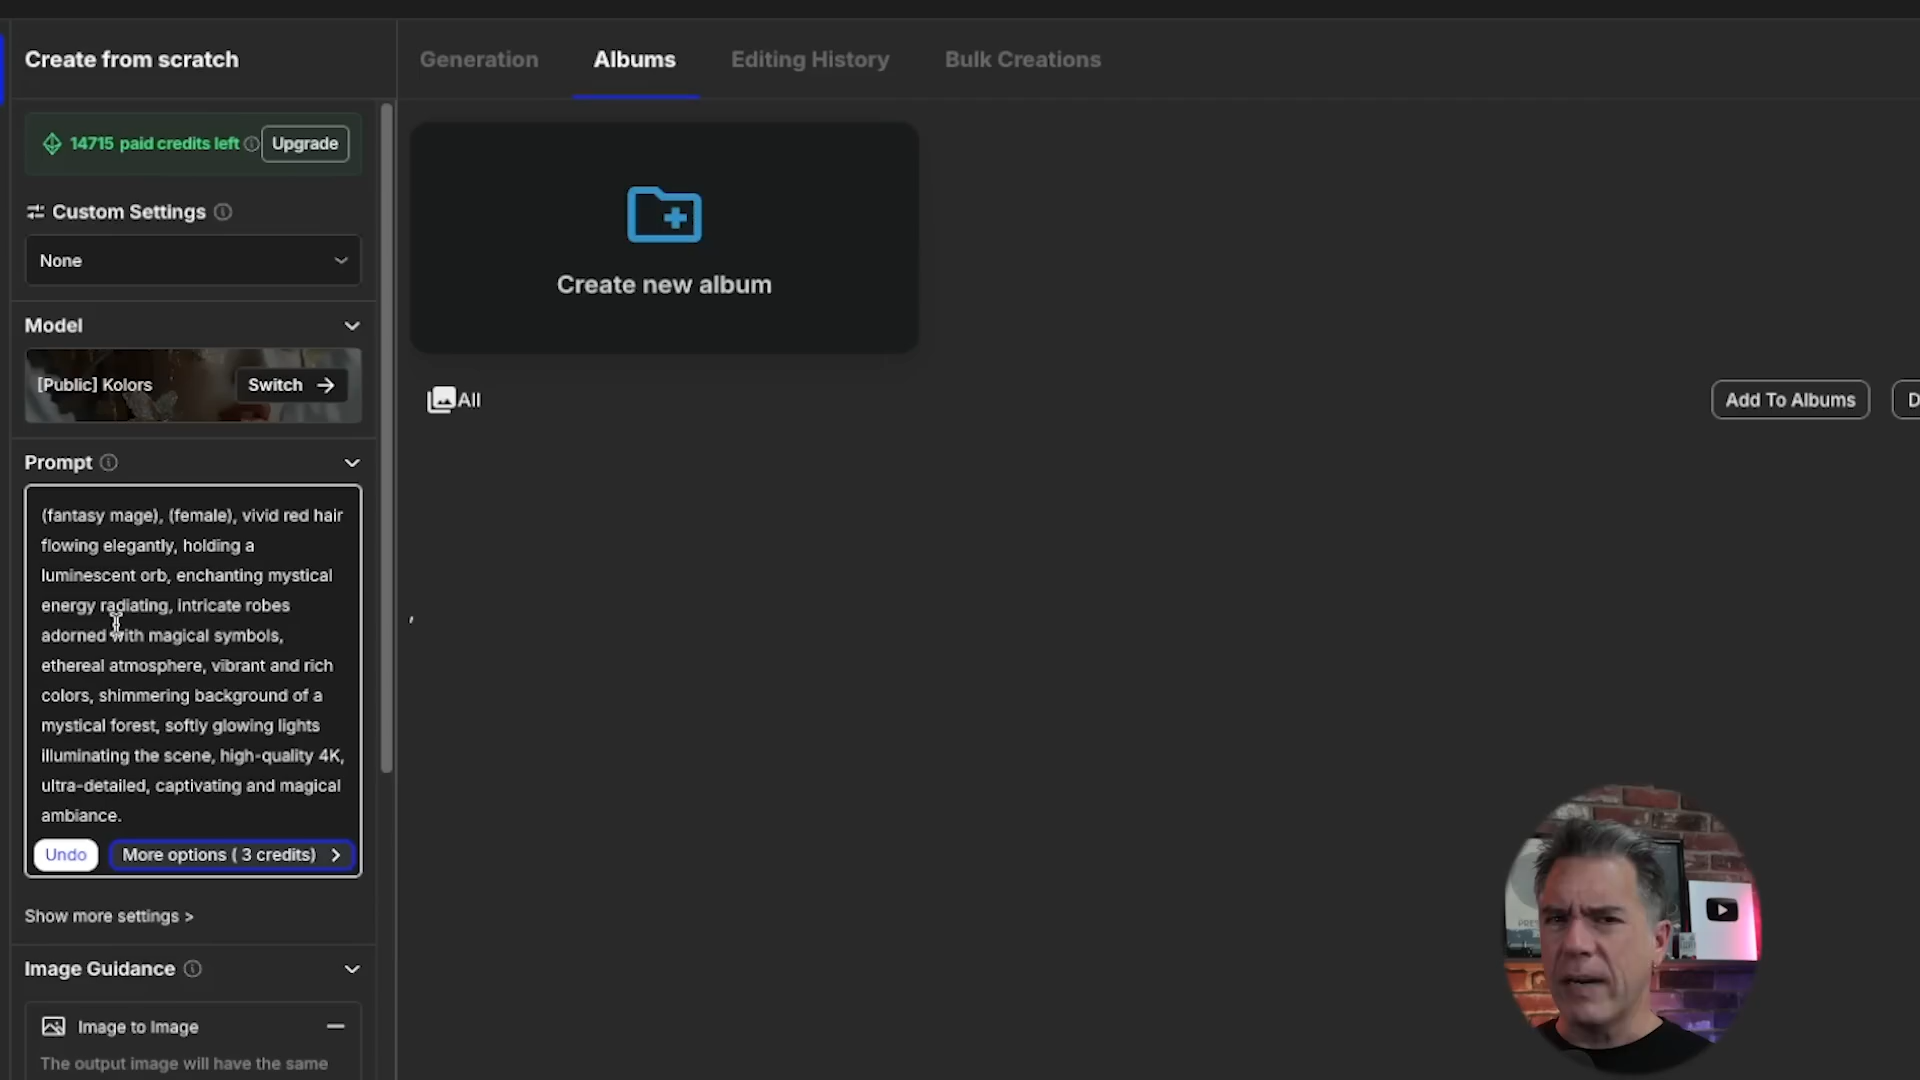 Create from scratch
Generation
Albums
Editing History
Bulk Creations
14715 paid credits left
Upgrade
Custom Settings
None
Create new album
Model
[Public] Kolors
Switch
All
Add To Albums
D
Prompt
(fantasy mage), (female), vivid red hair
flowing elegantly, holding a
luminescent orb, enchanting mystical
energy radiating, intricate robes
adorned with magical symbols,
ethereal atmosphere, vibrant and rich
colors, shimmering background of a
mystical forest, softly glowing lights
illuminating the scene, high-quality 4K,
ultra-detailed, captivating and magical
ambiance.
Undo
More options ( 3 credits)
Show more settings >
Image Guidance
Image to Image
The output image will have the same